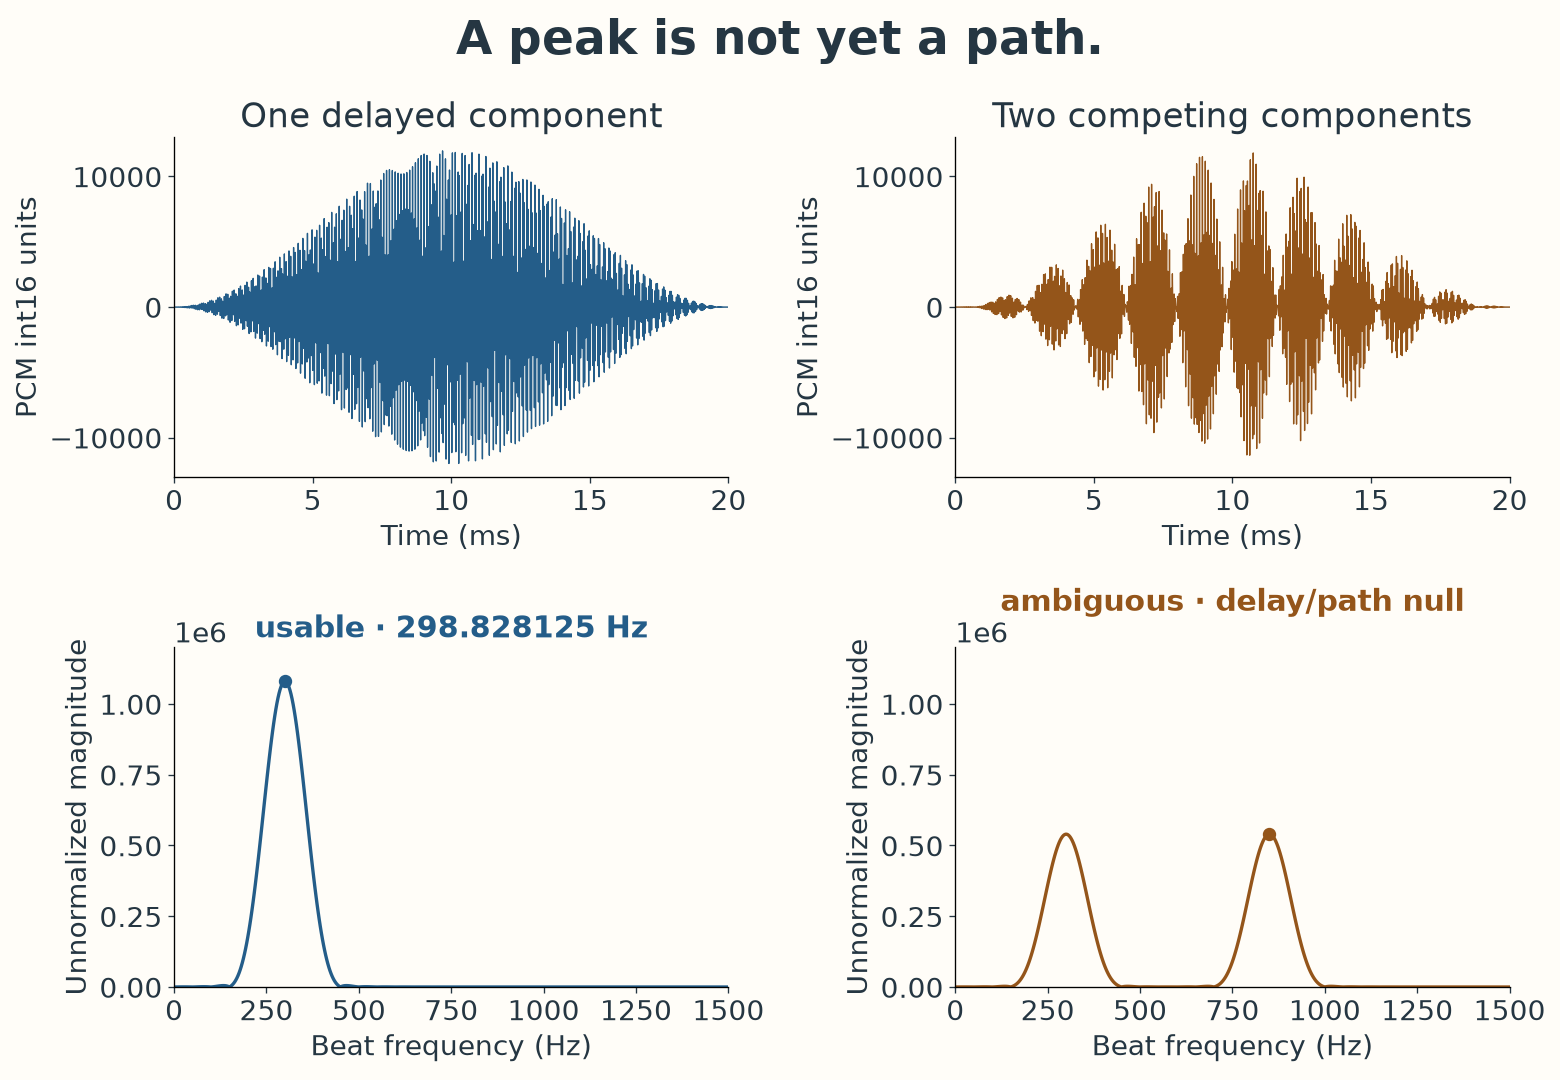 A peak is not yet a path.
One delayed component
PCM int16 units
10000
0
−10000
0 5 10 15 20
Time (ms)
Two competing components
PCM int16 units
10000
0
−10000
0 5 10 15 20
Time (ms)
usable · 298.828125 Hz
1e6
Unnormalized magnitude
1.00
0.75
0.50
0.25
0.00
0 250 500 750 1000 1250 1500
Beat frequency (Hz)
ambiguous · delay/path null
1e6
Unnormalized magnitude
1.00
0.75
0.50
0.25
0.00
0 250 500 750 1000 1250 1500
Beat frequency (Hz)